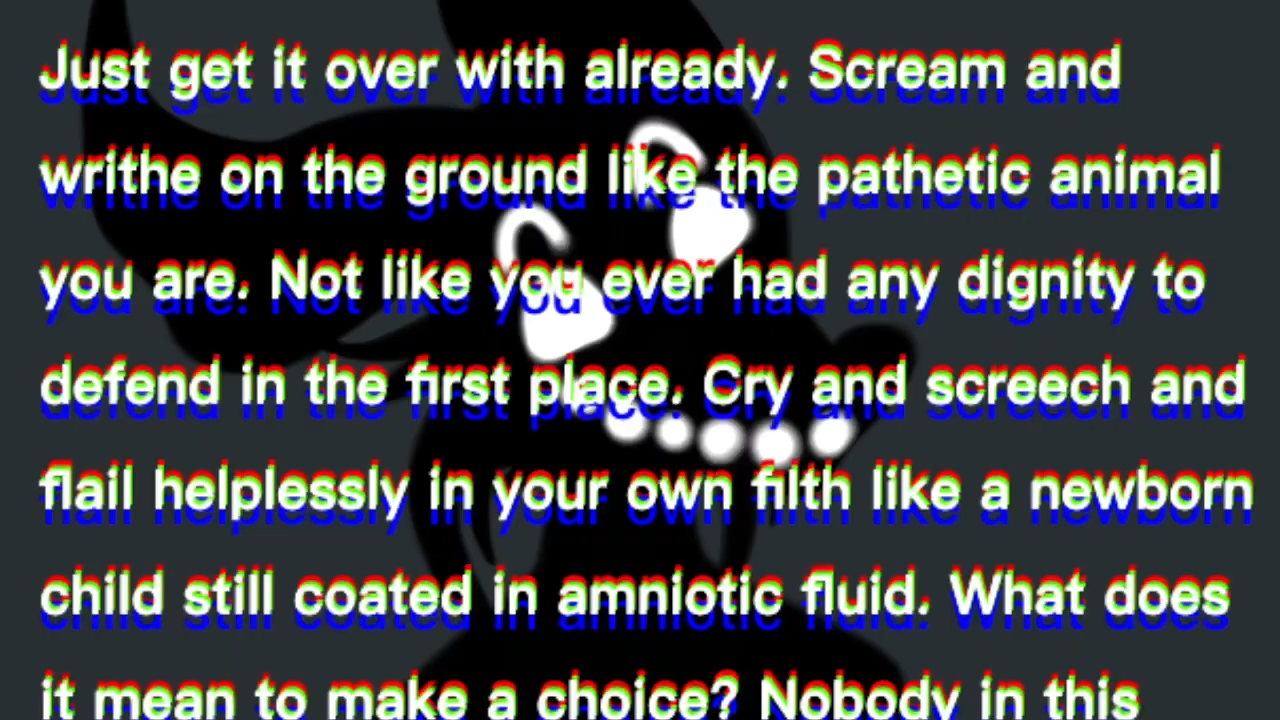 Just get it over with already. Scream and
writhe on the ground like the pathetic animal
you are. Not like you ever had any dignity to
defend in the first place. Cry and screech and
flail helplessly in your own filth like a newborn
child still coated in amniotic fluid. What does
it mean to make a choice? Nobody in this